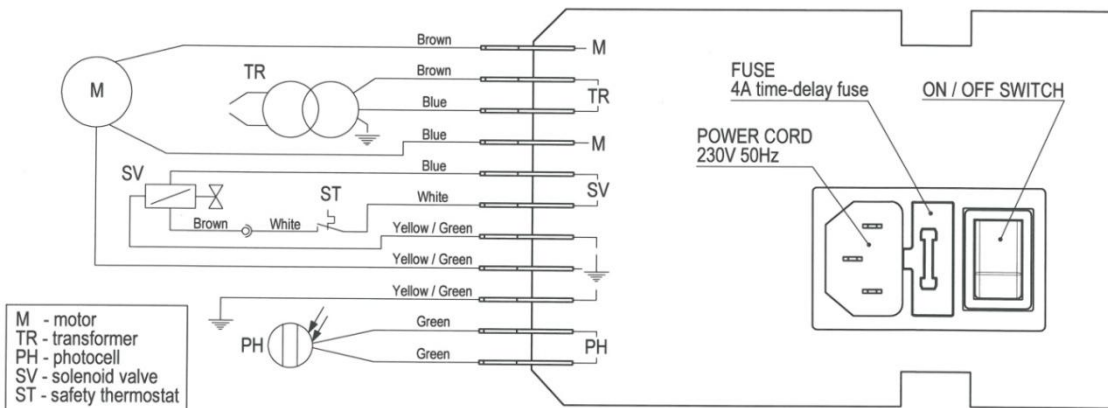 Brown
M
M
TR
Brown
TR
Blue
Blue
M
SV
Blue
SV
ST
White
Brown
White
Yellow / Green
Yellow / Green
Yellow / Green
Green
PH
PH
Green
M - motor
TR - transformer
PH - photocell
SV - solenoid valve
ST - safety thermostat
FUSE
4A time-delay fuse
ON / OFF SWITCH
POWER CORD
230V 50Hz